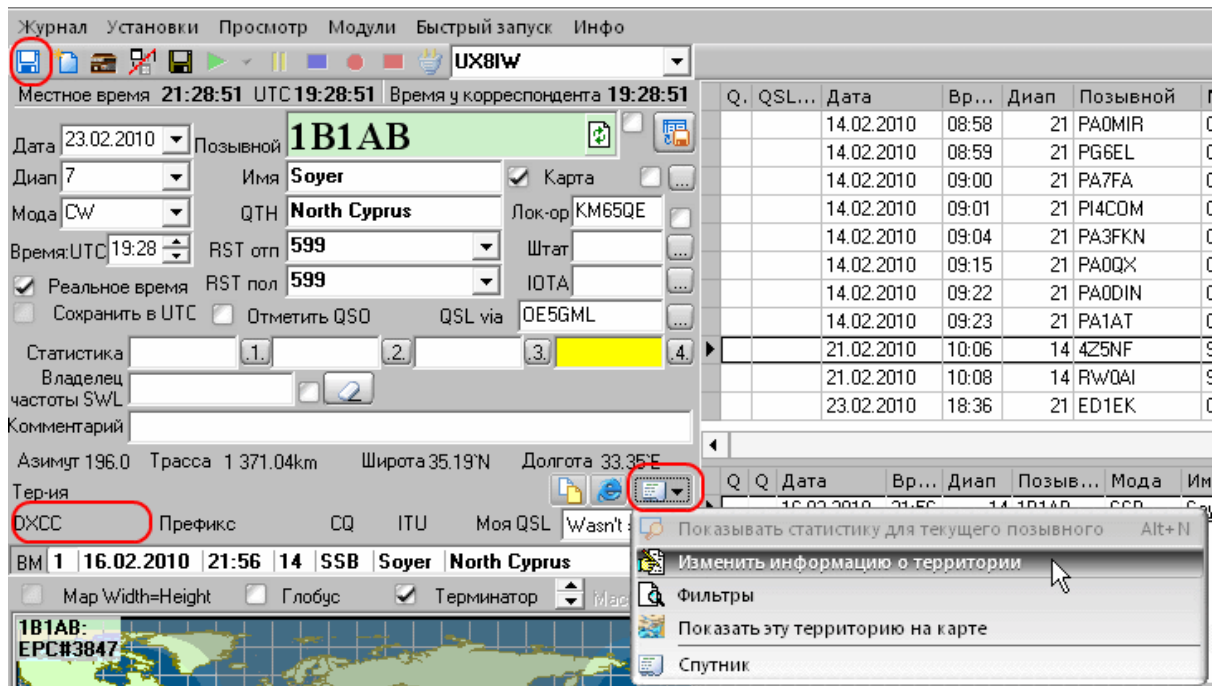 Журнал Установки Просмотр Модули Быстрый запуск Инфо
UX8IW
Местное время 21:28:51 UTC 19:28:51 Время у корреспондента 19:28:51
Дата 23.02.2010 Позывной 1B1AB
Диап 7 Имя Soyer Карта ...
Мода CW QTH North Cyprus Лок-ор KM65QE
Время:UTC 19:28 RST отп 599 Штат ...
Реальное время RST пол 599 IOTA ...
Сохранить в UTC Отметить QSO QSL via OE5GML ...
Статистика .1. .2. .3. .4.
Владелец
частоты SWL
Комментарий
Азимут 196.0 Трасса 1 371.04km Широта 35.19'N Долгота 33.35'E
Тер-ия
DXCC Префикс CQ ITU Моя QSL Wasn't
ВМ 1 16.02.2010 21:56 14 SSB Soyer North Cyprus
Map Width=Height Глобус Терминатор
1B1AB:
EPC#3847
Q. QSL... Дата Вр... Диап Позывной
14.02.2010 08:58 21 PA0MIR
14.02.2010 08:59 21 PG6EL
14.02.2010 09:00 21 PA7FA
14.02.2010 09:01 21 PI4COM
14.02.2010 09:04 21 PA3FKN
14.02.2010 09:15 21 PA0QX
14.02.2010 09:22 21 PA0DIN
14.02.2010 09:23 21 PA1AT
21.02.2010 10:06 14 4Z5NF
21.02.2010 10:08 14 RW0AI
23.02.2010 18:36 21 ED1EK
Q Q Дата Вр... Диап Позыв... Мода Им
16.02.2010 21:56 14 1B1AB SSB
Показывать статистику для текущего позывного Alt+N
Изменить информацию о территории
Фильтры
Показать эту территорию на карте
Спутник